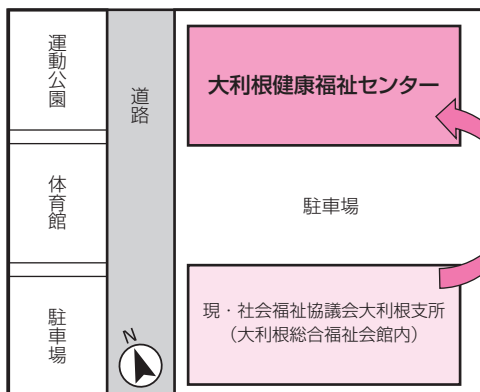 運動公園
体育館
駐車場
道路
N
大利根健康福祉センター
駐車場
現・社会福祉協議会大利根支所
（大利根総合福祉会館内）